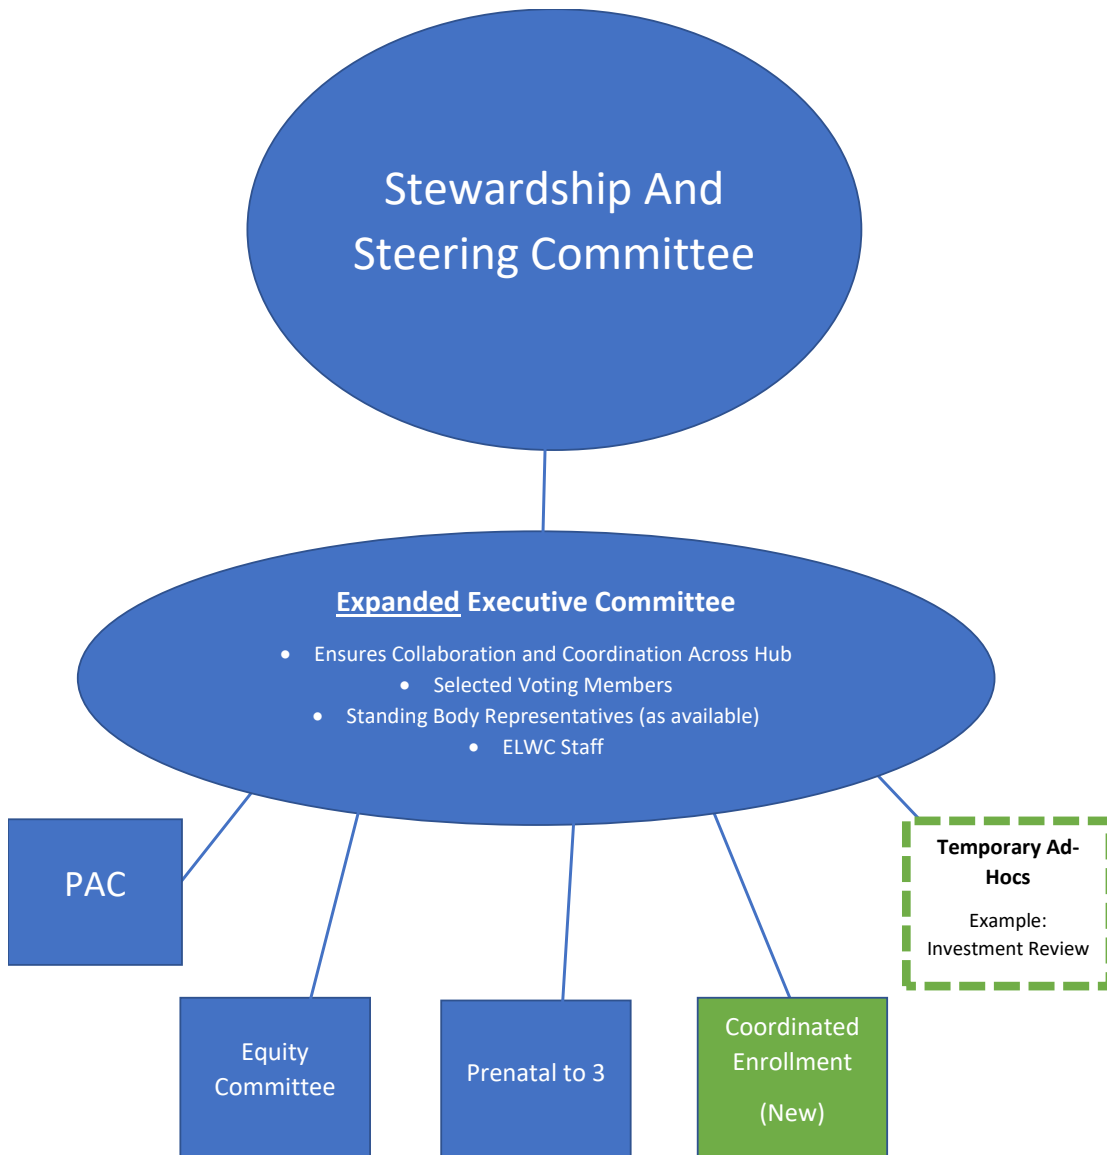 Stewardship And
Steering Committee
Expanded Executive Committee
• Ensures Collaboration and Coordination Across Hub
• Selected Voting Members
• Standing Body Representatives (as available)
• ELWC Staff
PAC
Temporary Ad-
Hocs
Example:
Investment Review
Equity
Committee
Prenatal to 3
Coordinated
Enrollment
(New)